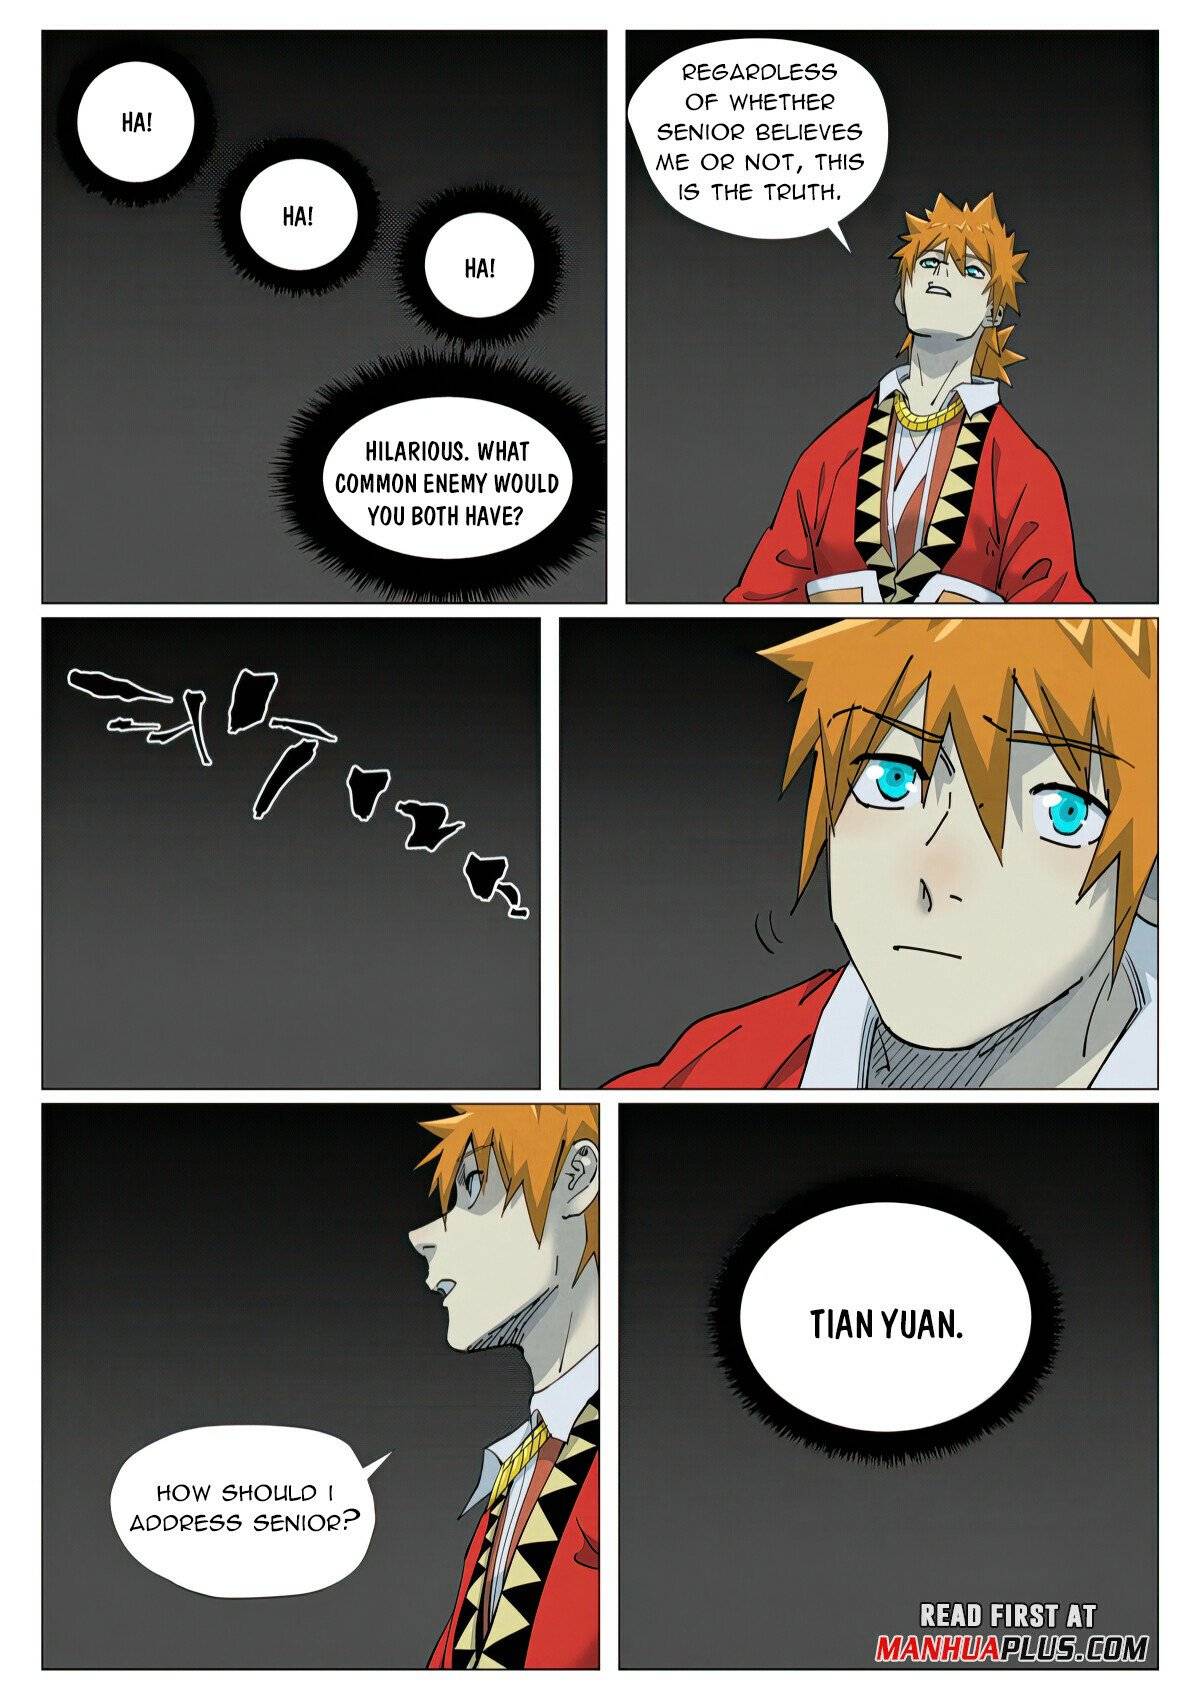 HA!
HA!
HA!
HILARIOUS. WHAT
COMMON ENEMY WOULD
YOU BOTH HAVE?
REGARDLESS
OF WHETHER
SENIOR BELIEVES
ME OR NOT, THIS
IS THE TRUTH.
HOW SHOULD I
ADDRESS SENIOR?
TIAN YUAN.
READ FIRST AT
MANHUAPLUS.COM